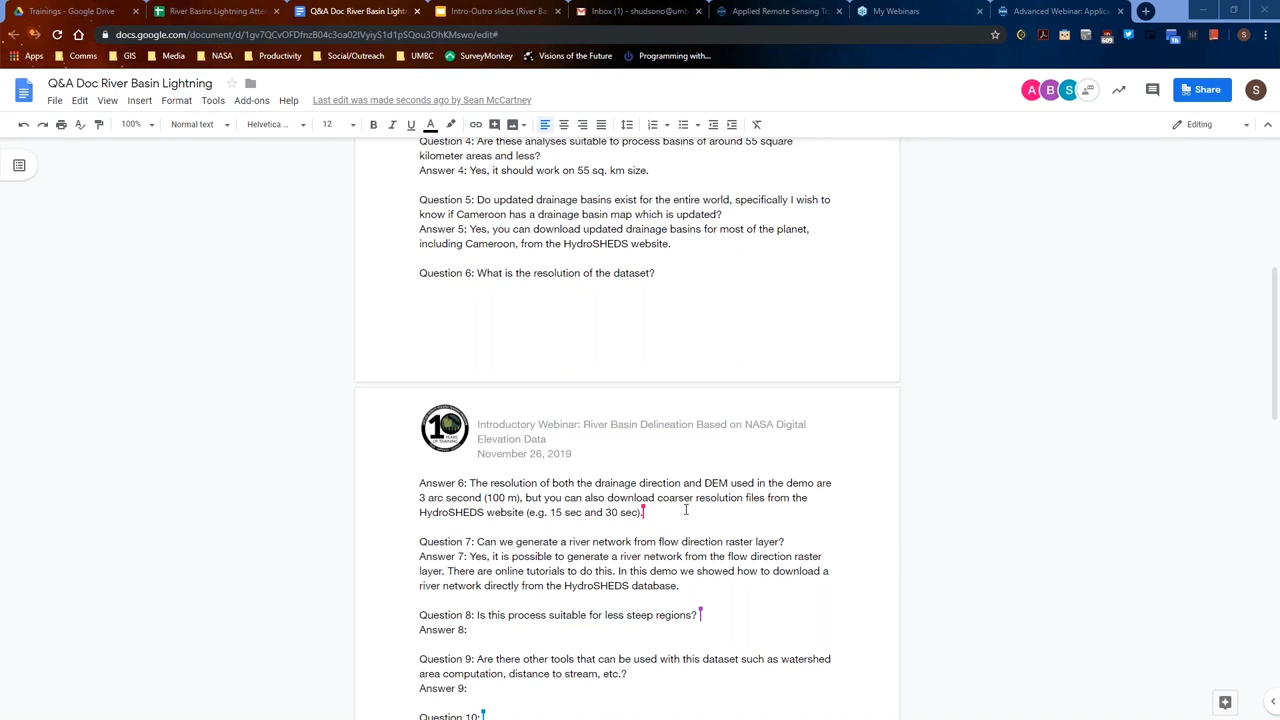 Trainings - Google Drive
River Basins Lightning Atte
Q&A Doc River Basin Lightn
Intro-Outro slides (River Ba
Inbox (1) - shudsono@umb
Applied Remote Sensing Tr
My Webinars
Advanced Webinar: Applic
docs.google.com/document/d/1gv7QCvOFDfnzB04c3oa02IVyiyS1d1pSQou3OhKMswo/edit#
Apps Comms GIS Media NASA Productivity Social/Outreach UMBC SurveyMonkey Visions of the Future Programming with...
Q&A Doc River Basin Lightning
File Edit View Insert Format Tools Add-ons Help Last edit was made seconds ago by Sean McCartney
A B S Share S
100% Normal text Helvetica ... 12 B I U A Editing
Question 4: Are these analyses suitable to process basins of around 55 square
kilometer areas and less?
Answer 4: Yes, it should work on 55 sq. km size.
Question 5: Do updated drainage basins exist for the entire world, specifically I wish to
know if Cameroon has a drainage basin map which is updated?
Answer 5: Yes, you can download updated drainage basins for most of the planet,
including Cameroon, from the HydroSHEDS website.
Question 6: What is the resolution of the dataset?
10
Introductory Webinar: River Basin Delineation Based on NASA Digital
Elevation Data
November 26, 2019
Answer 6: The resolution of both the drainage direction and DEM used in the demo are
3 arc second (100 m), but you can also download coarser resolution files from the
HydroSHEDS website (e.g. 15 sec and 30 sec).
Question 7: Can we generate a river network from flow direction raster layer?
Answer 7: Yes, it is possible to generate a river network from the flow direction raster
layer. There are online tutorials to do this. In this demo we showed how to download a
river network directly from the HydroSHEDS database.
Question 8: Is this process suitable for less steep regions?
Answer 8:
Question 9: Are there other tools that can be used with this dataset such as watershed
area computation, distance to stream, etc.?
Answer 9:
Question 10: